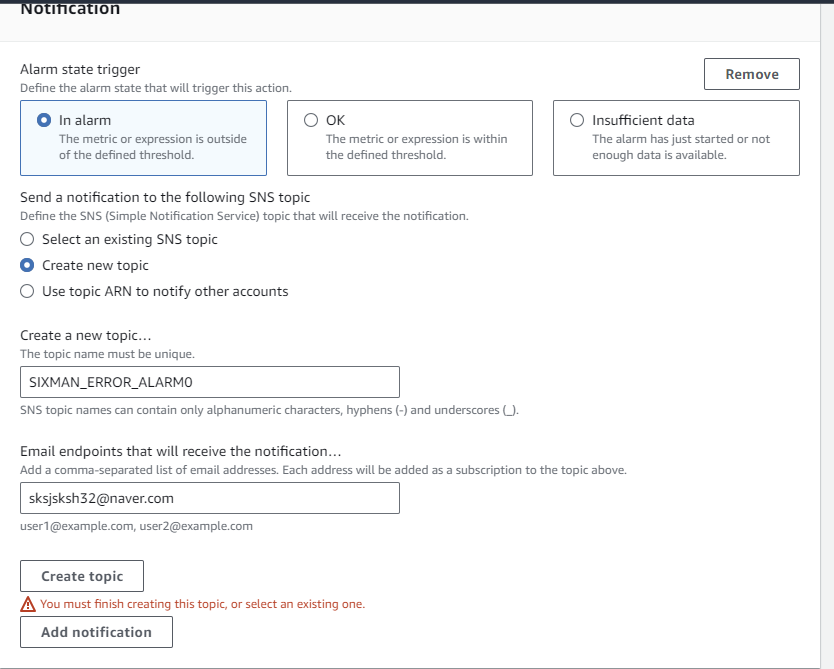 Notification
Alarm state trigger
Define the alarm state that will trigger this action.
Remove
In alarm
The metric or expression is outside
of the defined threshold.
OK
The metric or expression is within
the defined threshold.
Insufficient data
The alarm has just started or not
enough data is available.
Send a notification to the following SNS topic
Define the SNS (Simple Notification Service) topic that will receive the notification.
Select an existing SNS topic
Create new topic
Use topic ARN to notify other accounts
Create a new topic…
The topic name must be unique.
SIXMAN_ERROR_ALARM0
SNS topic names can contain only alphanumeric characters, hyphens (-) and underscores (_).
Email endpoints that will receive the notification…
Add a comma-separated list of email addresses. Each address will be added as a subscription to the topic above.
sksjsksh32@naver.com
user1@example.com, user2@example.com
Create topic
You must finish creating this topic, or select an existing one.
Add notification